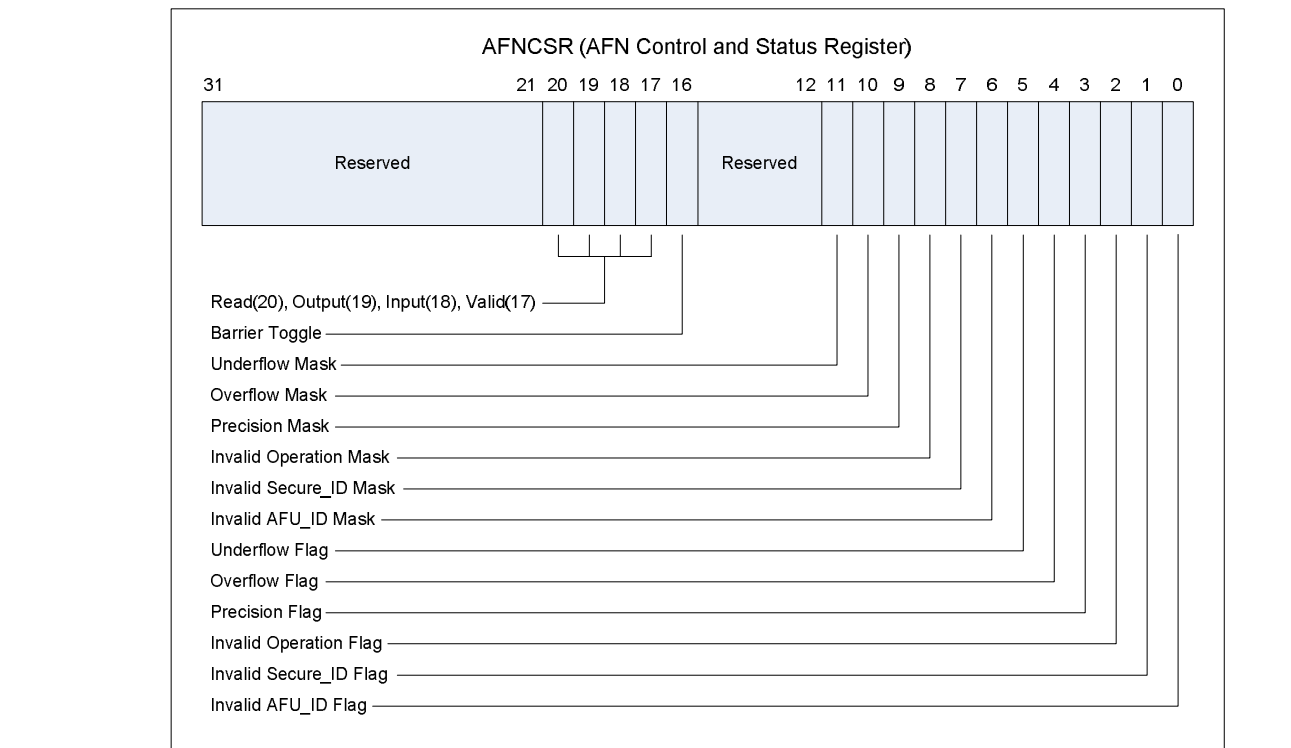 AFNCSR (AFN Control and Status Register)
31 21 20 19 18 17 16 12 11 10 9 8 7 6 5 4 3 2 1 0
Reserved Reserved
Read(20), Output(19), Input(18), Valid(17)
Barrier Toggle
Underflow Mask
Overflow Mask
Precision Mask
Invalid Operation Mask
Invalid Secure_ID Mask
Invalid AFU_ID Mask
Underflow Flag
Overflow Flag
Precision Flag
Invalid Operation Flag
Invalid Secure_ID Flag
Invalid AFU_ID Flag